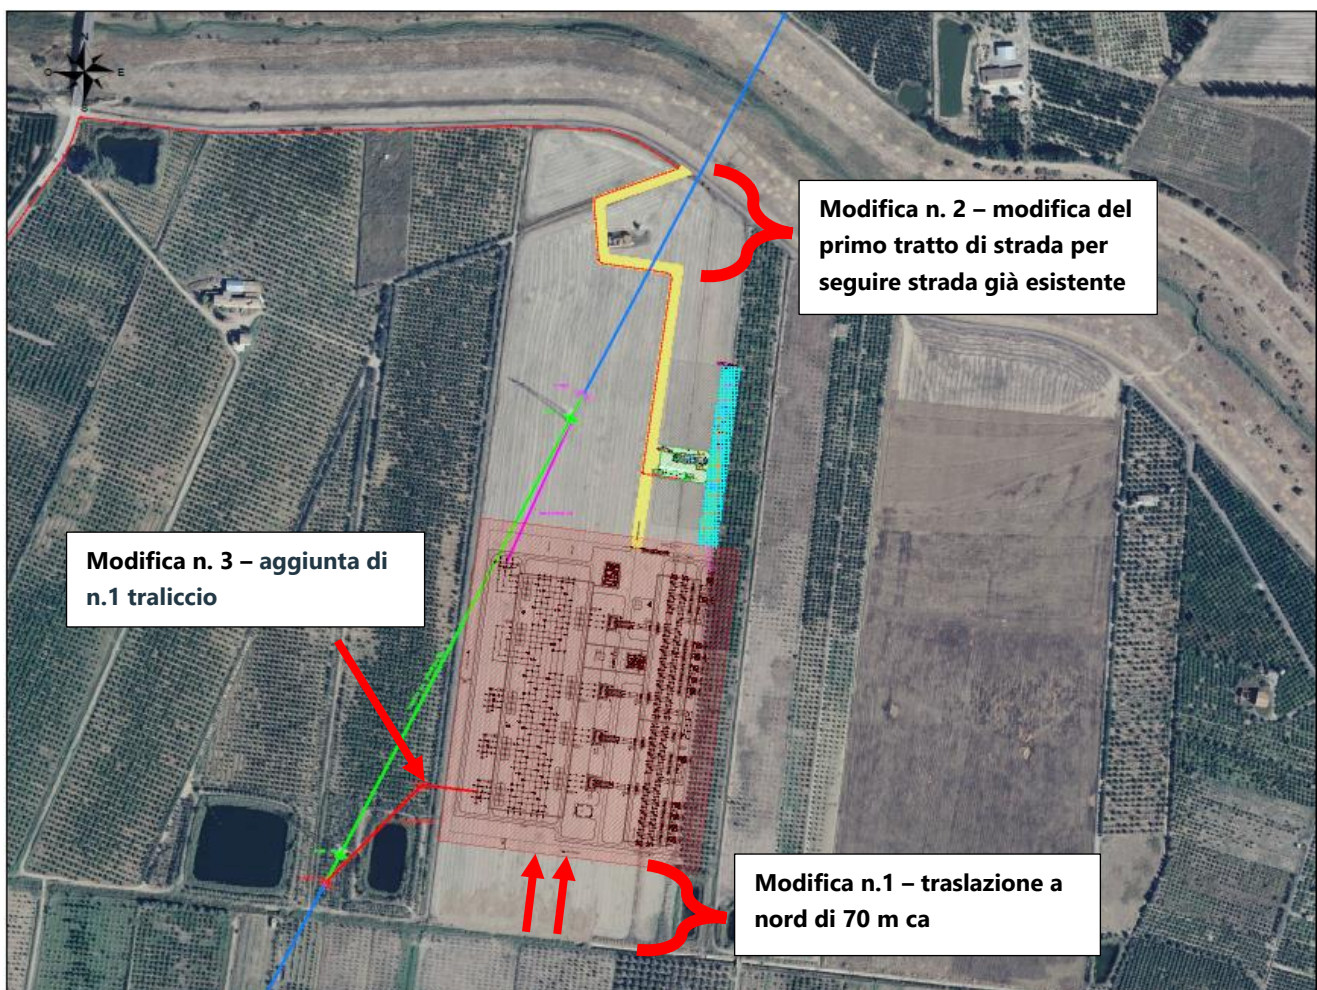 E
Modifica n. 2 – modifica del
primo tratto di strada per
seguire strada già esistente
Modifica n. 3 – aggiunta di
n.1 traliccio
Modifica n.1 – traslazione a
nord di 70 m ca